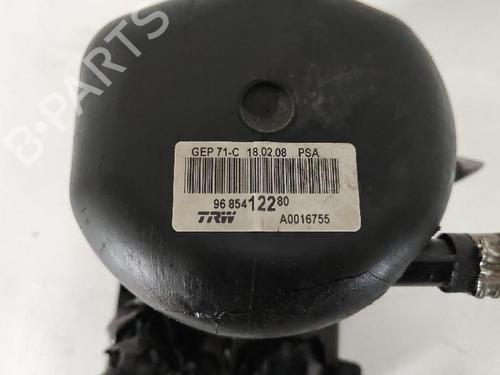 B-PARTS
GEP 71-C 18.02.08 PSA
96 854 122 80
TRW A0016755